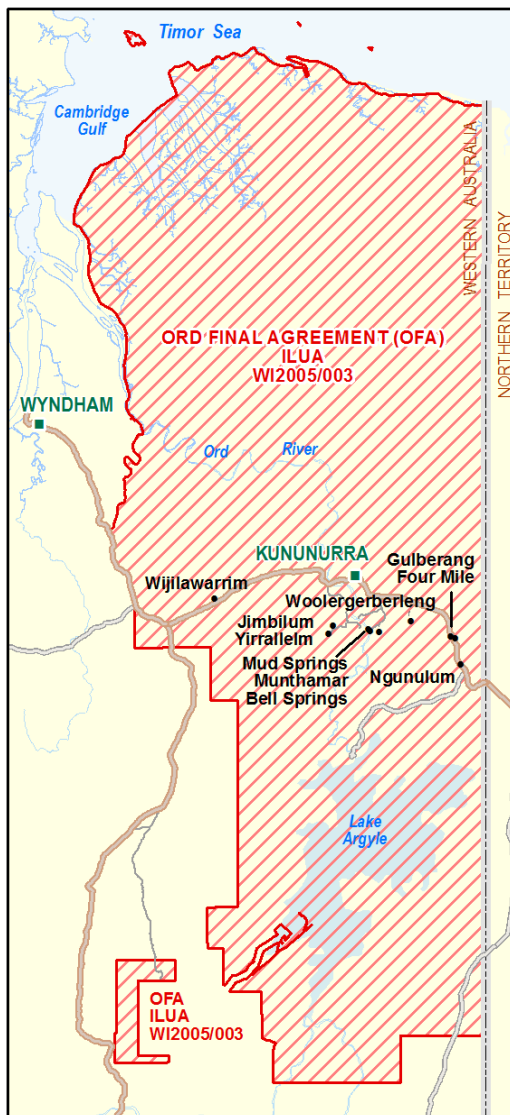 Timor Sea
Cambridge
Gulf
WESTERN AUSTRALIA
NORTHERN TERRITORY
ORD FINAL AGREEMENT (OFA)
ILUA
WI2005/003
WYNDHAM
Ord River
KUNUNURRA
Gulberang
Four Mile
Wijilawarrim
Woolergerberleng
Jimbilum
Yirrallelm
Mud Springs
Munthamar
Bell Springs
Ngunulum
Lake
Argyle
OFA
ILUA
WI2005/003